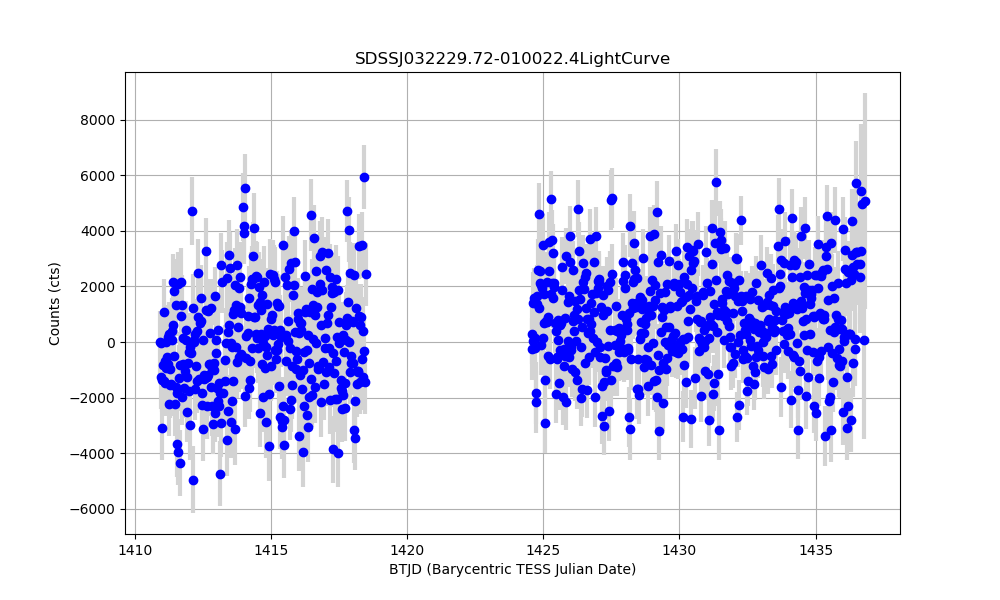 SDSSJ032229.72-010022.4LightCurve
8000
6000
4000
2000
0
−2000
−4000
−6000
Counts (cts)
1410 1415 1420 1425 1430 1435
BTJD (Barycentric TESS Julian Date)